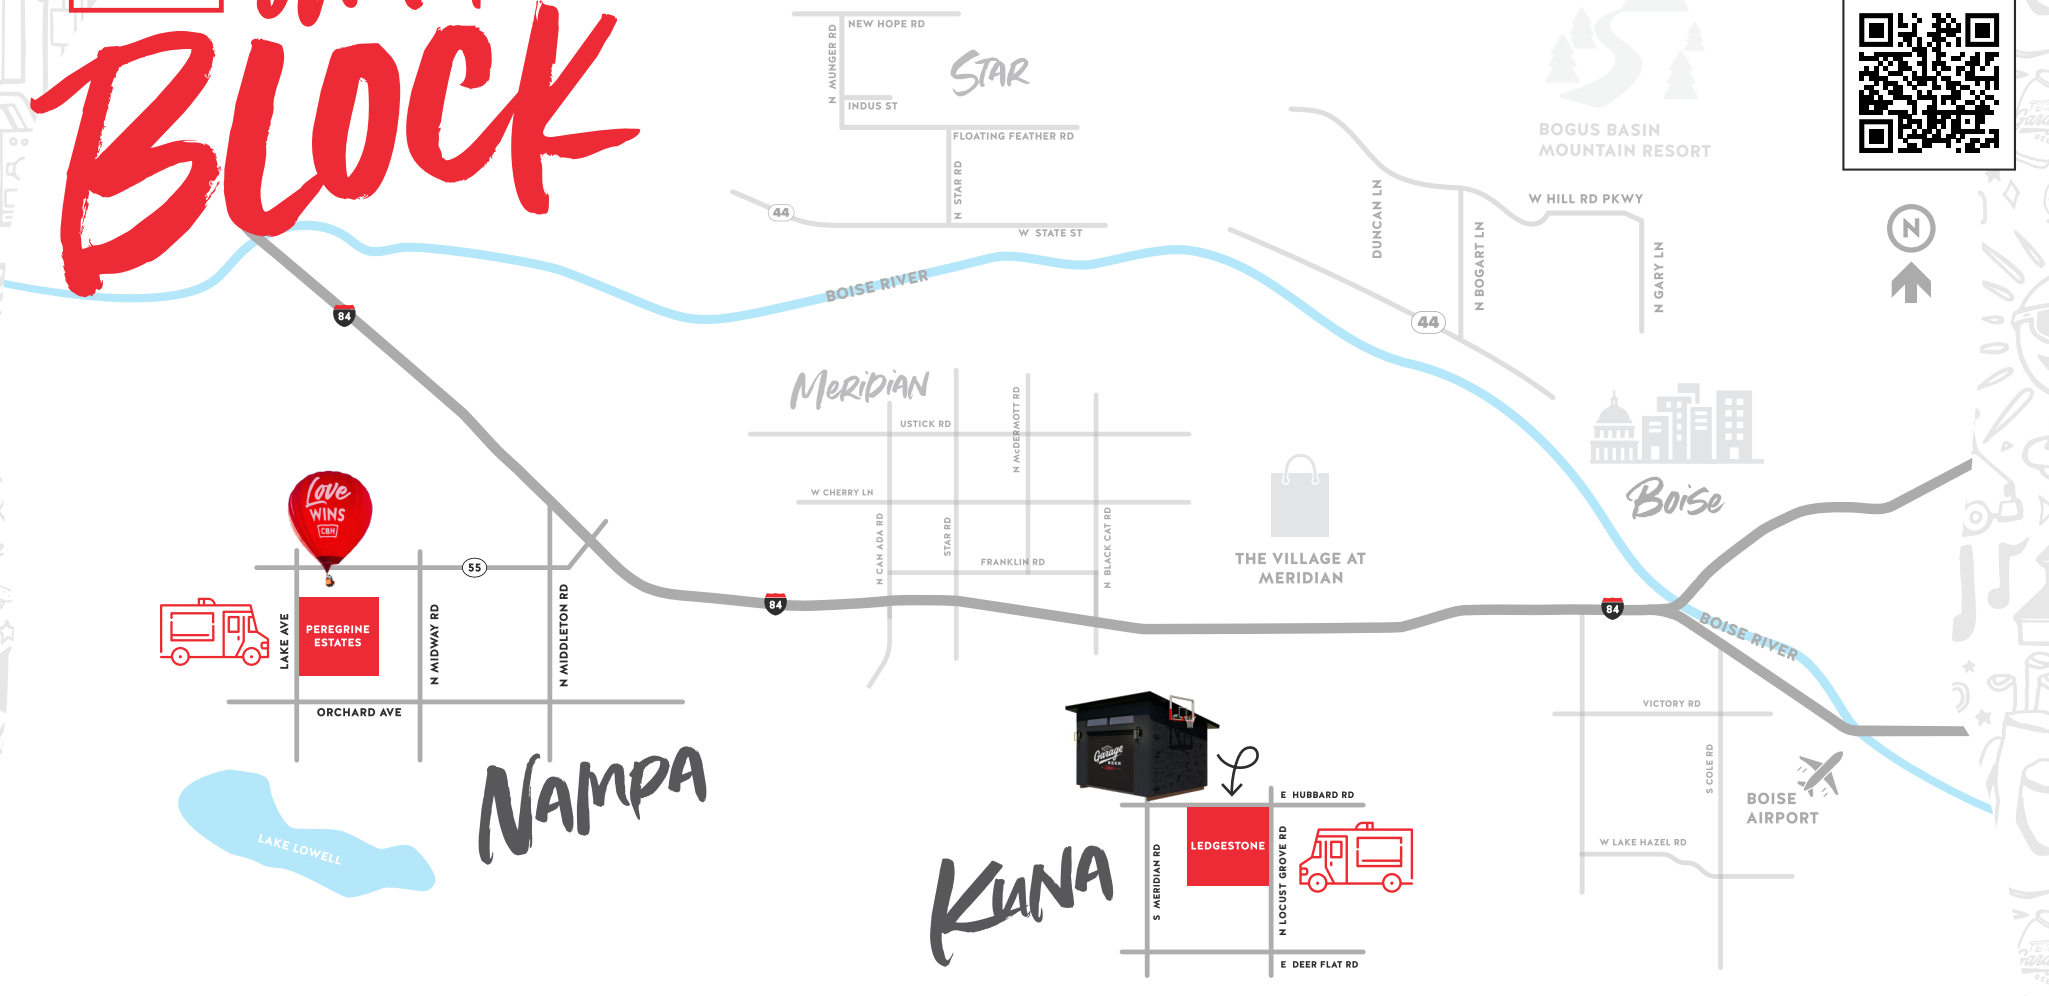 BLOCK
NEW HOPE RD
N MUNGER RD
STAR
INDUS ST
FLOATING FEATHER RD
N STAR RD
44
W STATE ST
BOGUS BASIN
MOUNTAIN RESORT
DUNCAN LN
W HILL RD PKWY
N BOGART LN
N GARY LN
N
BOISE RIVER
44
84
MERIDIAN
USTICK RD
N McDERMOTT RD
W CHERRY LN
N CAN ADA RD
STAR RD
FRANKLIN RD
N BLACK CAT RD
THE VILLAGE AT
MERIDIAN
Boise
Love
WINS
CBH
55
LAKE AVE
PEREGRINE
ESTATES
N MIDWAY RD
N MIDDLETON RD
ORCHARD AVE
84
84
BOISE RIVER
NAMPA
LAKE LOWELL
Garage
BEER
E HUBBARD RD
LEDGESTONE
S MERIDIAN RD
N LOCUST GROVE RD
KUNA
E DEER FLAT RD
VICTORY RD
S COLE RD
BOISE
AIRPORT
W LAKE HAZEL RD